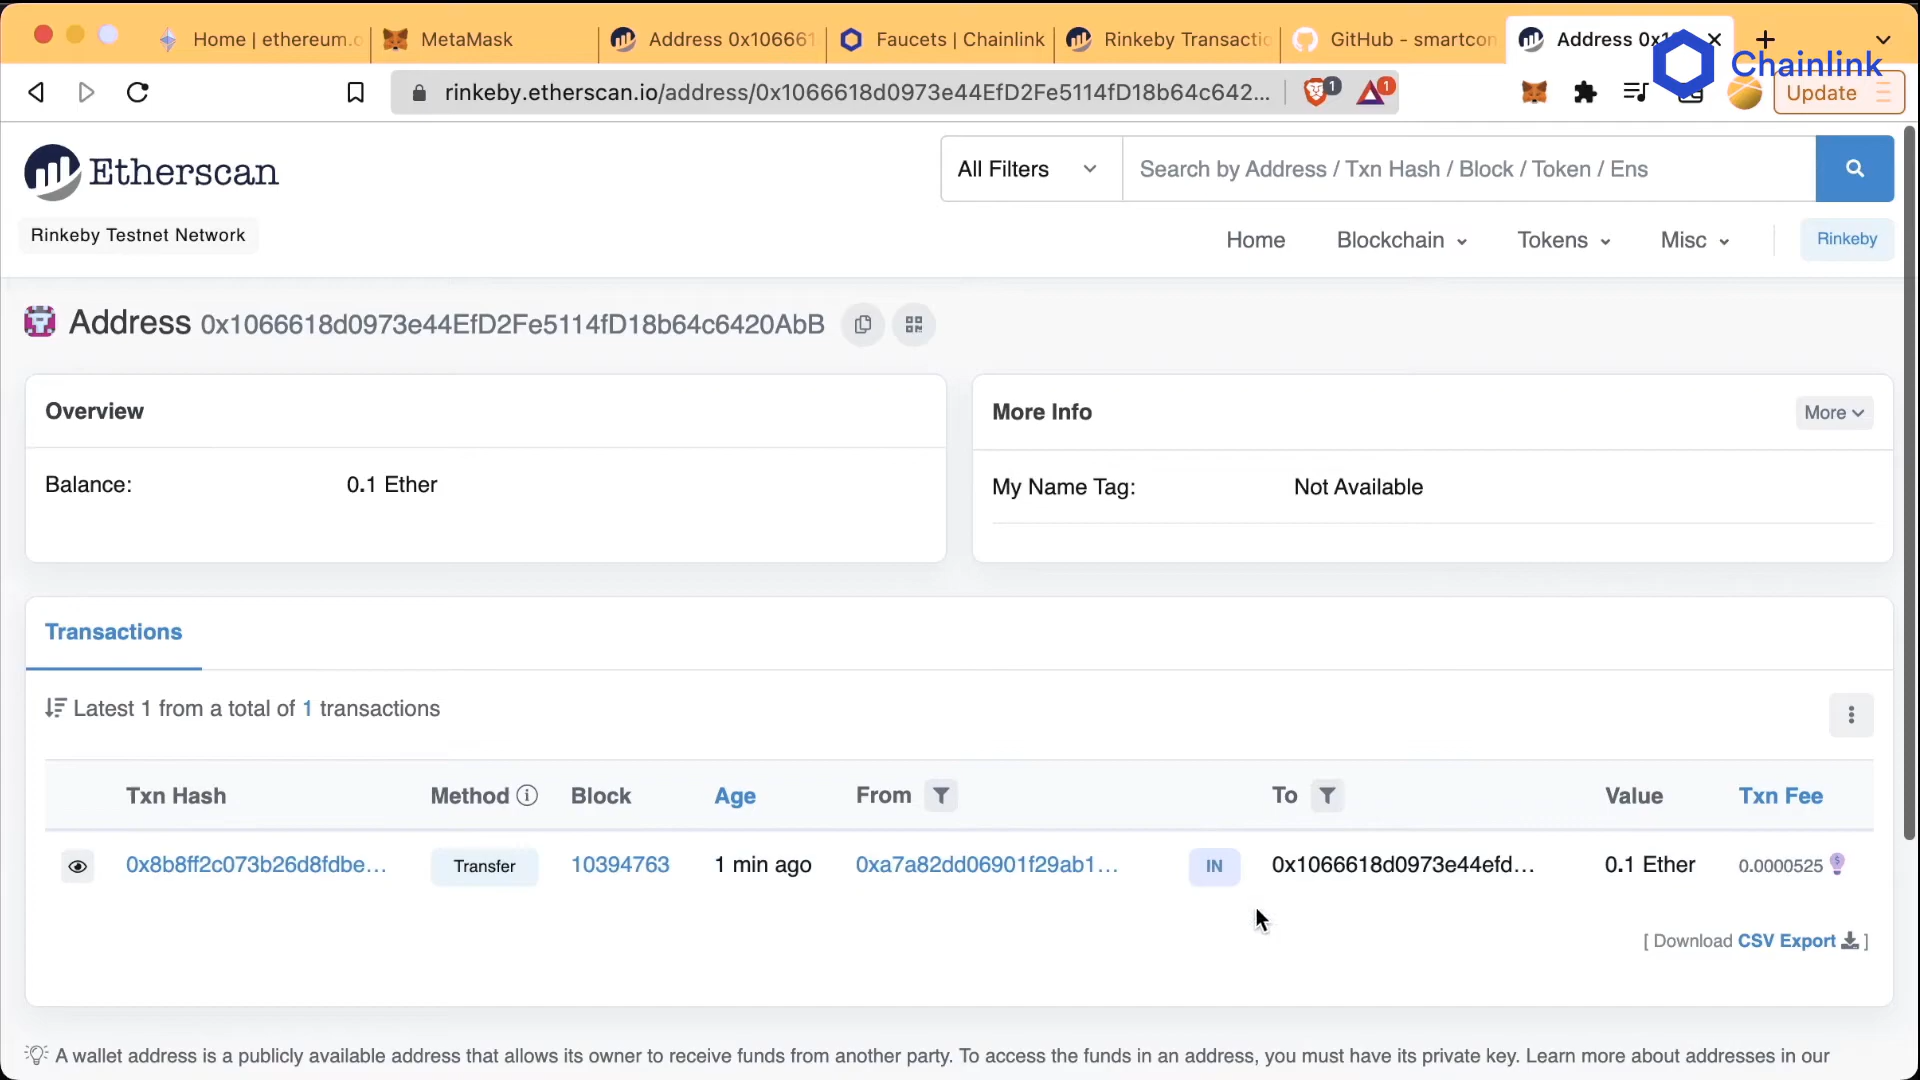 Home | ethereum.o
MetaMask
Address 0x106661
Faucets | Chainlink
Rinkeby Transactio
GitHub - smartcon
Address 0x1
Chainlink
rinkeby.etherscan.io/address/0x1066618d0973e44EfD2Fe5114fD18b64c642...
1
1
Update
Etherscan
All Filters
Search by Address / Txn Hash / Block / Token / Ens
Rinkeby Testnet Network
Home
Blockchain
Tokens
Misc
Rinkeby
Address 0x1066618d0973e44EfD2Fe5114fD18b64c6420AbB
Overview
Balance:
0.1 Ether
More Info
More
My Name Tag:
Not Available
Transactions
Latest 1 from a total of 1 transactions
Txn Hash
Method
Block
Age
From
To
Value
Txn Fee
0x8b8ff2c073b26d8fdbe...
Transfer
10394763
1 min ago
0xa7a82dd06901f29ab1...
IN
0x1066618d0973e44efd...
0.1 Ether
0.0000525
[ Download CSV Export ]
A wallet address is a publicly available address that allows its owner to receive funds from another party. To access the funds in an address, you must have its private key. Learn more about addresses in our